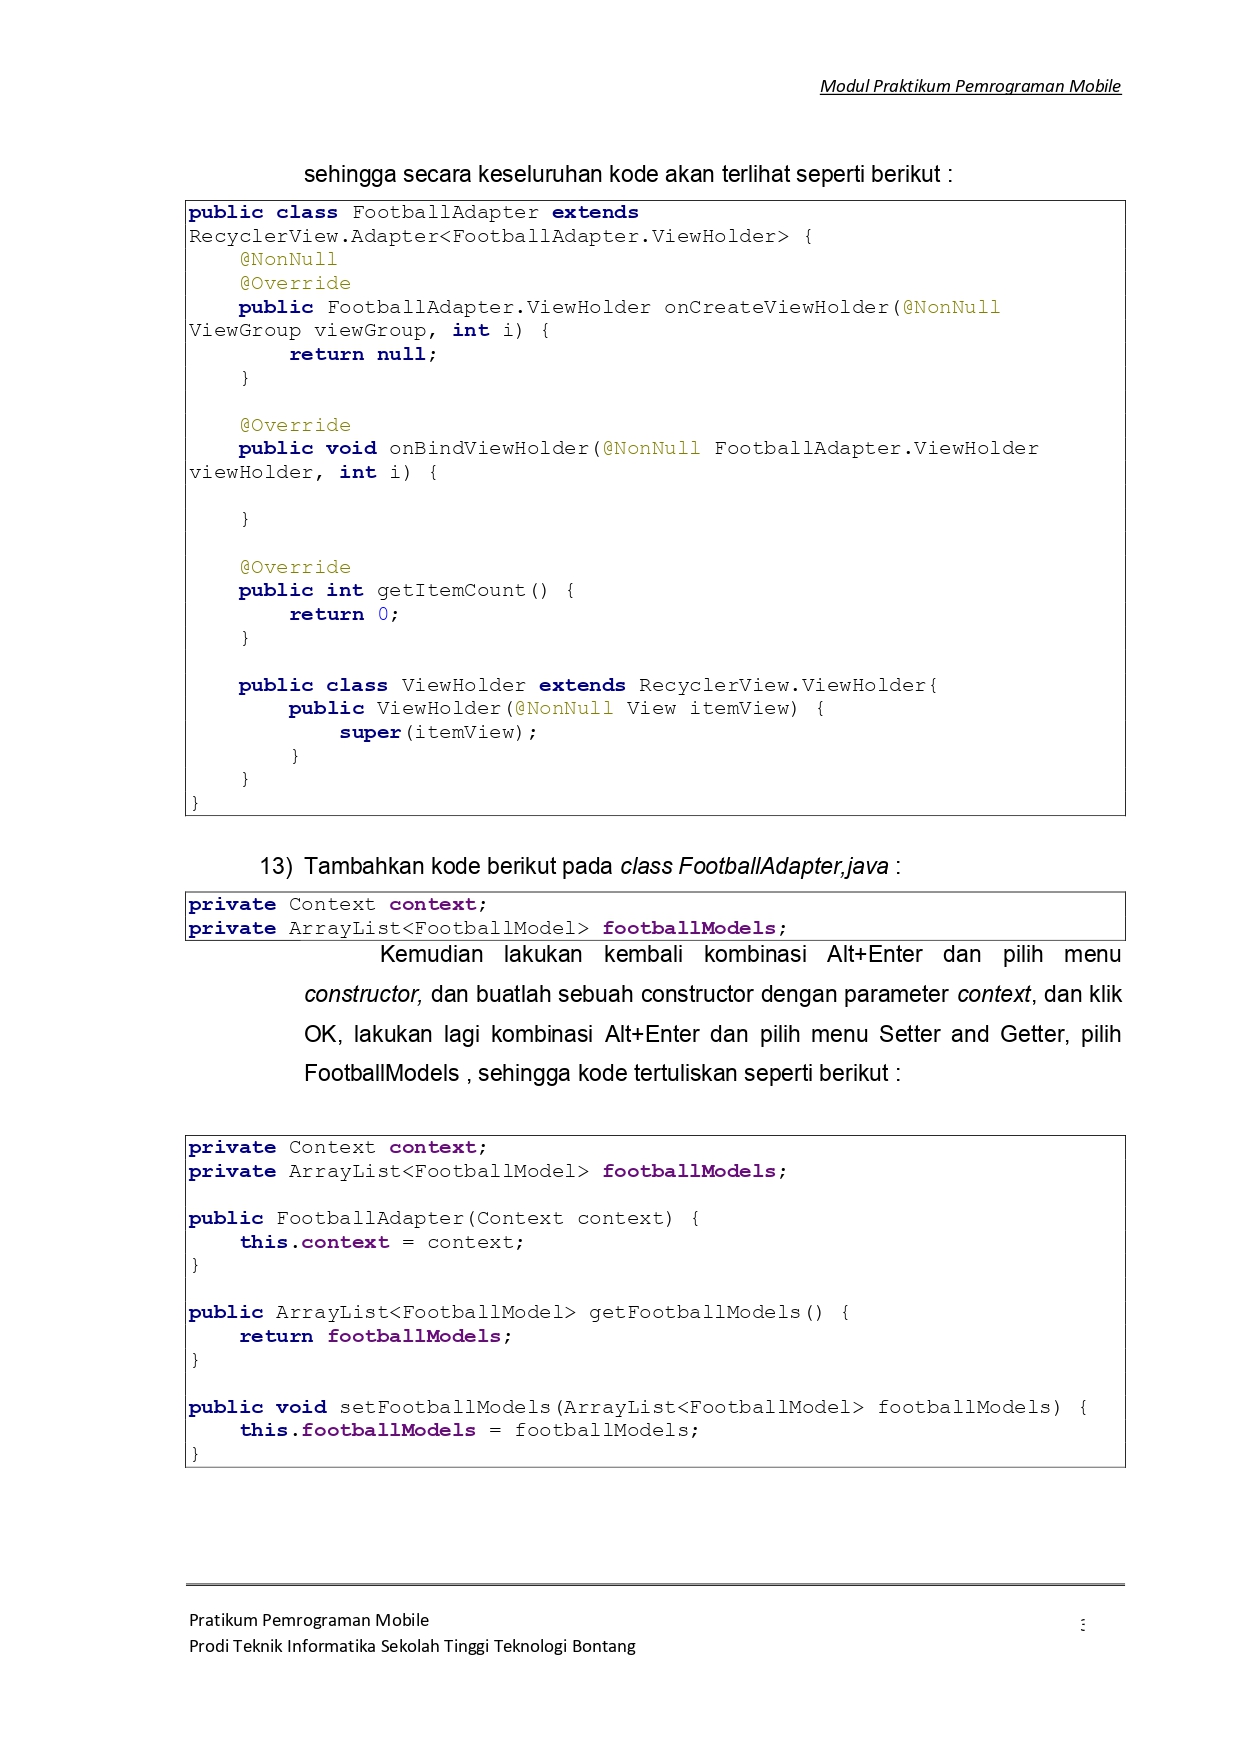 Modul Praktikum Pemrograman Mobile
sehingga secara keseluruhan kode akan terlihat seperti berikut :
public class FootballAdapter extends
RecyclerView.Adapter<FootballAdapter.ViewHolder> {
    @NonNull
    @Override
    public FootballAdapter.ViewHolder onCreateViewHolder(@NonNull
ViewGroup viewGroup, int i) {
        return null;
    }
    @Override
    public void onBindViewHolder(@NonNull FootballAdapter.ViewHolder
viewHolder, int i) {
    }
    @Override
    public int getItemCount() {
        return 0;
    }
    public class ViewHolder extends RecyclerView.ViewHolder{
        public ViewHolder(@NonNull View itemView) {
            super(itemView);
        }
    }
}
13) Tambahkan kode berikut pada class FootballAdapter,java :
private Context context;
private ArrayList<FootballModel> footballModels;
Kemudian lakukan kembali kombinasi Alt+Enter dan pilih menu
constructor, dan buatlah sebuah constructor dengan parameter context, dan klik
OK, lakukan lagi kombinasi Alt+Enter dan pilih menu Setter and Getter, pilih
FootballModels , sehingga kode tertuliskan seperti berikut :
private Context context;
private ArrayList<FootballModel> footballModels;
public FootballAdapter(Context context) {
    this.context = context;
}
public ArrayList<FootballModel> getFootballModels() {
    return footballModels;
}
public void setFootballModels(ArrayList<FootballModel> footballModels) {
    this.footballModels = footballModels;
}
Pratikum Pemrograman Mobile
Prodi Teknik Informatika Sekolah Tinggi Teknologi Bontang